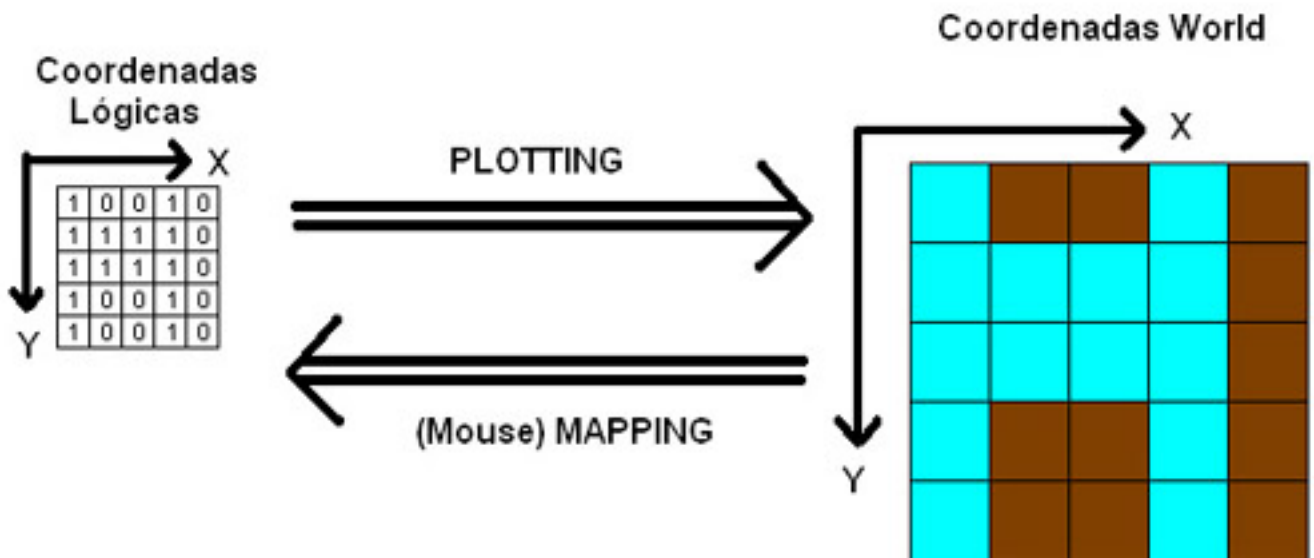 Coordenadas World
Coordenadas
Lógicas
X
X
PLOTTING
1 0 0 1 0
1 1 1 1 0
1 1 1 1 0
1 0 0 1 0
1 0 0 1 0
Y
(Mouse) MAPPING
Y